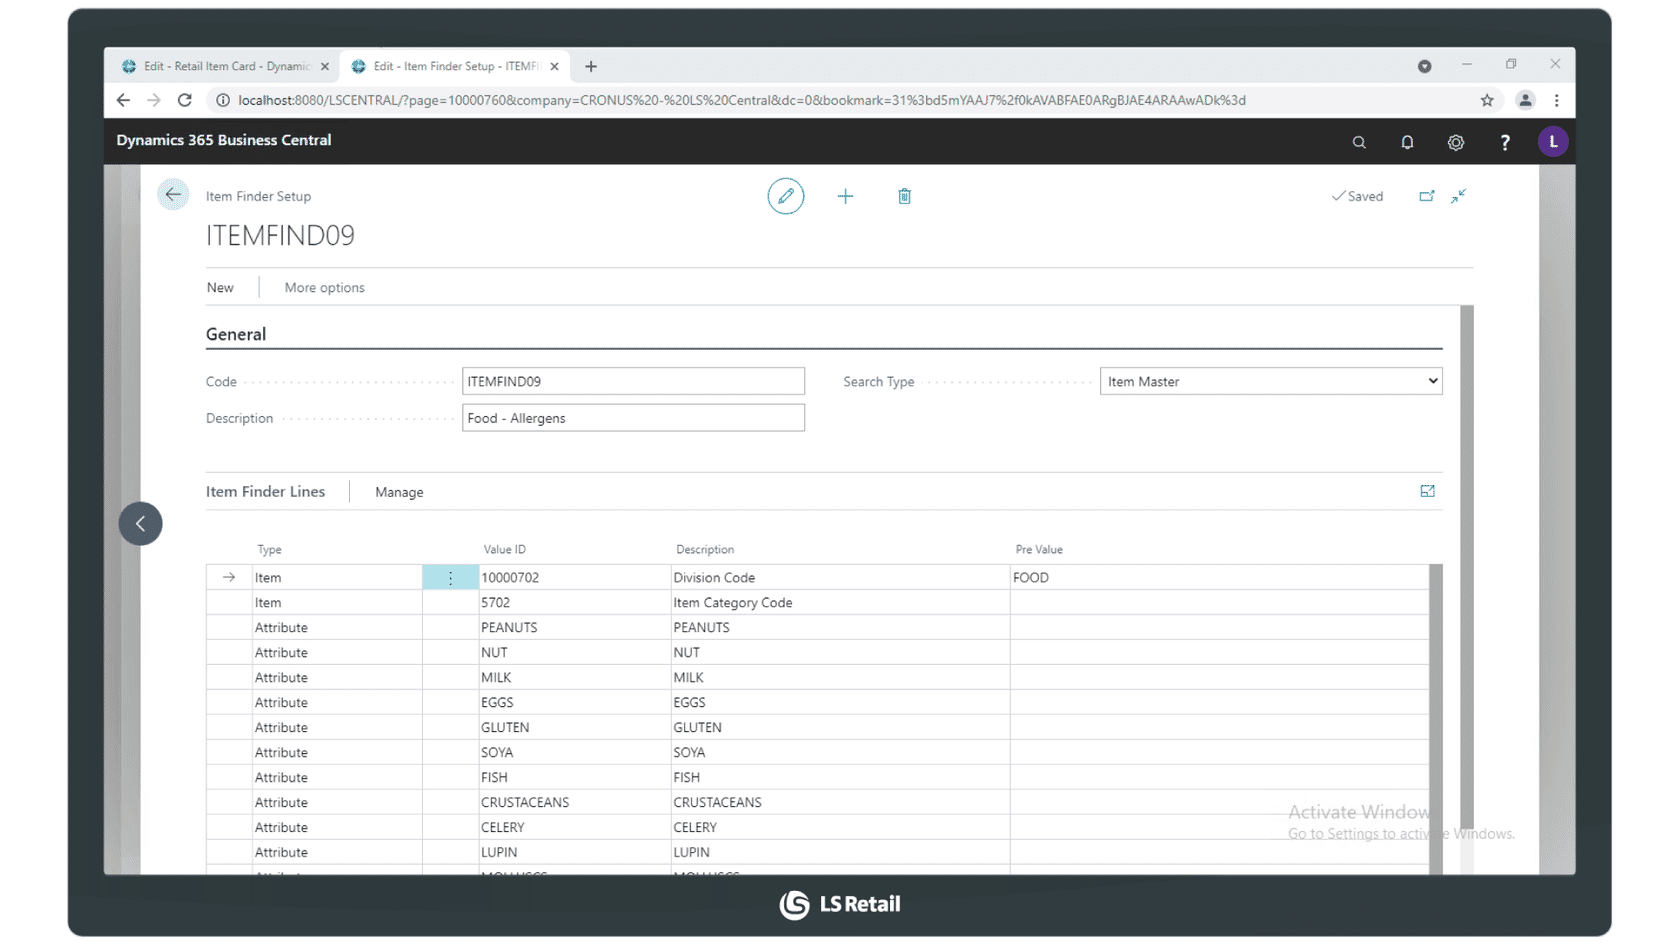 Edit - Retail Item Card - Dynamic
Edit - Item Finder Setup - ITEMFI
localhost:8080/LSCENTRAL/?page=10000760&company=CRONUS%20-%20LS%20Central&dc=0&bookmark=31%3bd5mYAAJ7%2f0kAVABFAE0ARgBJAE4ARAAwADk%3d
Dynamics 365 Business Central
? L
Item Finder Setup
Saved
ITEMFIND09
New More options
General
Code ITEMFIND09 Search Type Item Master
Description Food - Allergens
Item Finder Lines Manage
Type Value ID Description Pre Value
Item 10000702 Division Code FOOD
Item 5702 Item Category Code
Attribute PEANUTS PEANUTS
Attribute NUT NUT
Attribute MILK MILK
Attribute EGGS EGGS
Attribute GLUTEN GLUTEN
Attribute SOYA SOYA
Attribute FISH FISH
Attribute CRUSTACEANS CRUSTACEANS
Activate Window
Attribute CELERY CELERY
Go to Settings to activate Windows.
Attribute LUPIN LUPIN
LS Retail